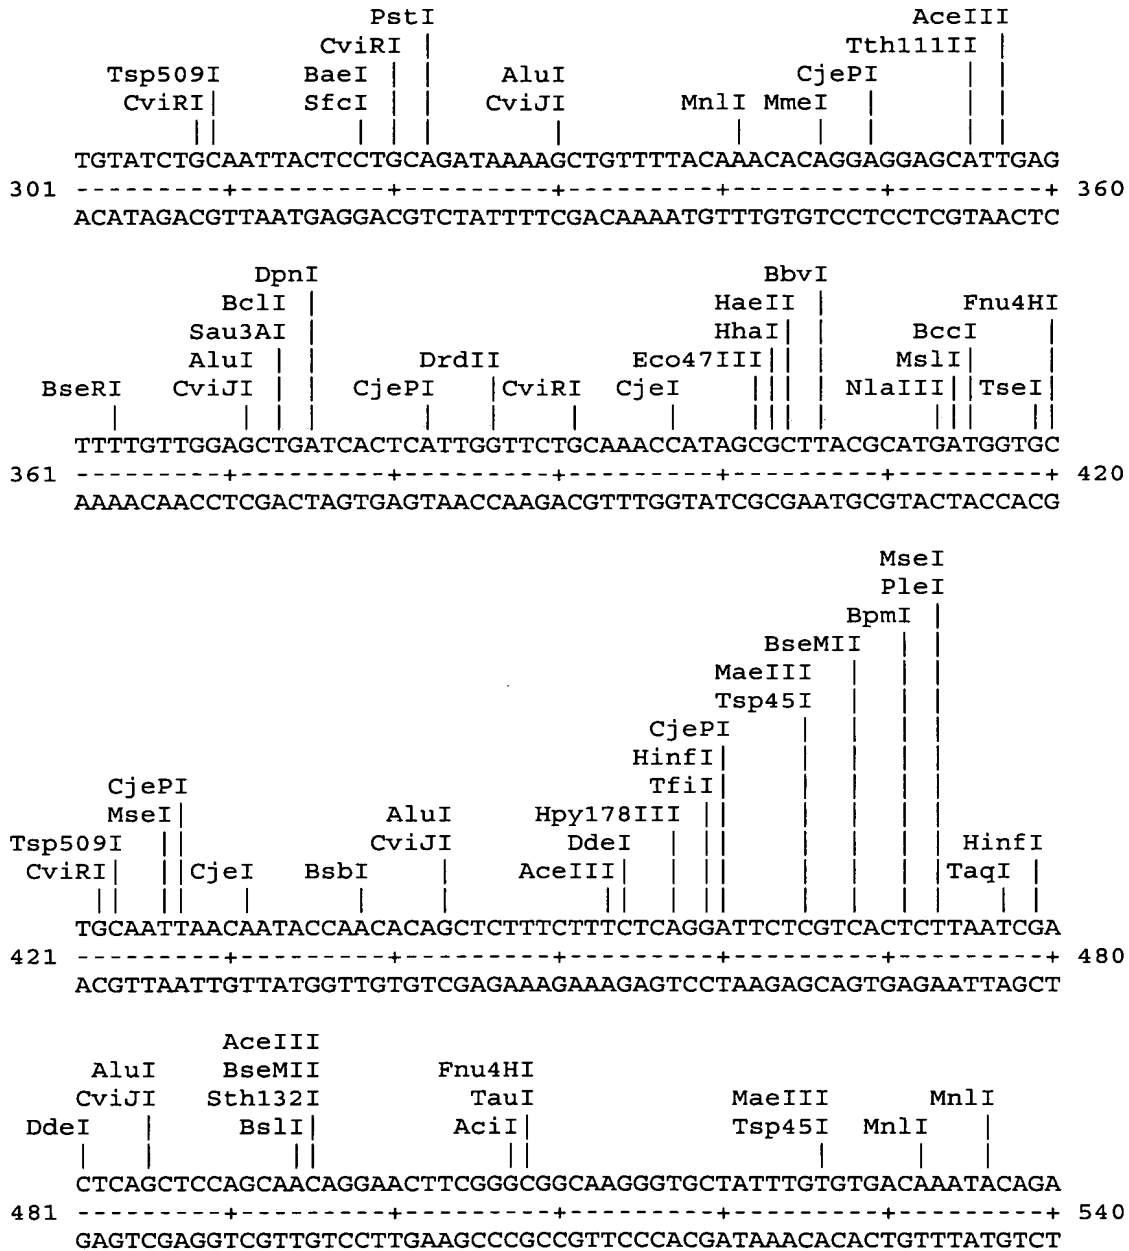 PstI AceIII
CviRI Tth111II
Tsp509I BaeI AluI CjePI
CviRI SfcI CviJI MnlI MmeI
TGTATCTGCAATTACTCCTGCAGATAAAAGCTGTTTTACAAACACAGGAGGAGCATTGAG
301 ---------+---------+---------+---------+---------+---------+ 360
ACATAGACGTTAATGAGGACGTCTATTTTCGACAAAATGTTTGTGTCCTCCTCGTAACTC
DpnI BbvI
BclI HaeII Fnu4HI
Sau3AI HhaI BccI
AluI DrdII Eco47III MslI
BseRI CviJI CjePI CviRI CjeI NlaIII TseI
TTTTGTTGGAGCTGATCACTCATTGGTTCTGCAAACCATAGCGCTTACGCATGATGGTGC
361 ---------+---------+---------+---------+---------+---------+ 420
AAAACAACCTCGACTAGTGAGTAACCAAGACGTTTGGTATCGCGAATGCGTACTACCACG
MseI
PleI
BpmI
BseMII
MaeIII
Tsp45I
CjePI
HinfI
CjePI TfiI
MseI AluI Hpy178III
Tsp509I CviJI DdeI HinfI
CviRI CjeI BsbI AceIII TaqI
TGCAATTAACAATACCAACACAGCTCTTTCTTTCTCAGGATTCTCGTCACTCTTAATCGA
421 ---------+---------+---------+---------+---------+---------+ 480
ACGTTAATTGTTATGGTTGTGTCGAGAAAGAAAGAGTCCTAAGAGCAGTGAGAATTAGCT
AceIII
AluI BseMII Fnu4HI
CviJI Sth132I TauI MaeIII MnlI
DdeI BslI AciI Tsp45I MnlI
CTCAGCTCCAGCAACAGGAACTTCGGGCGGCAAGGGTGCTATTTGTGTGACAAATACAGA
481 ---------+---------+---------+---------+---------+---------+ 540
GAGTCGAGGTCGTTGTCCTTGAAGCCCGCCGTTCCCACGATAAACACACTGTTTATGTCT